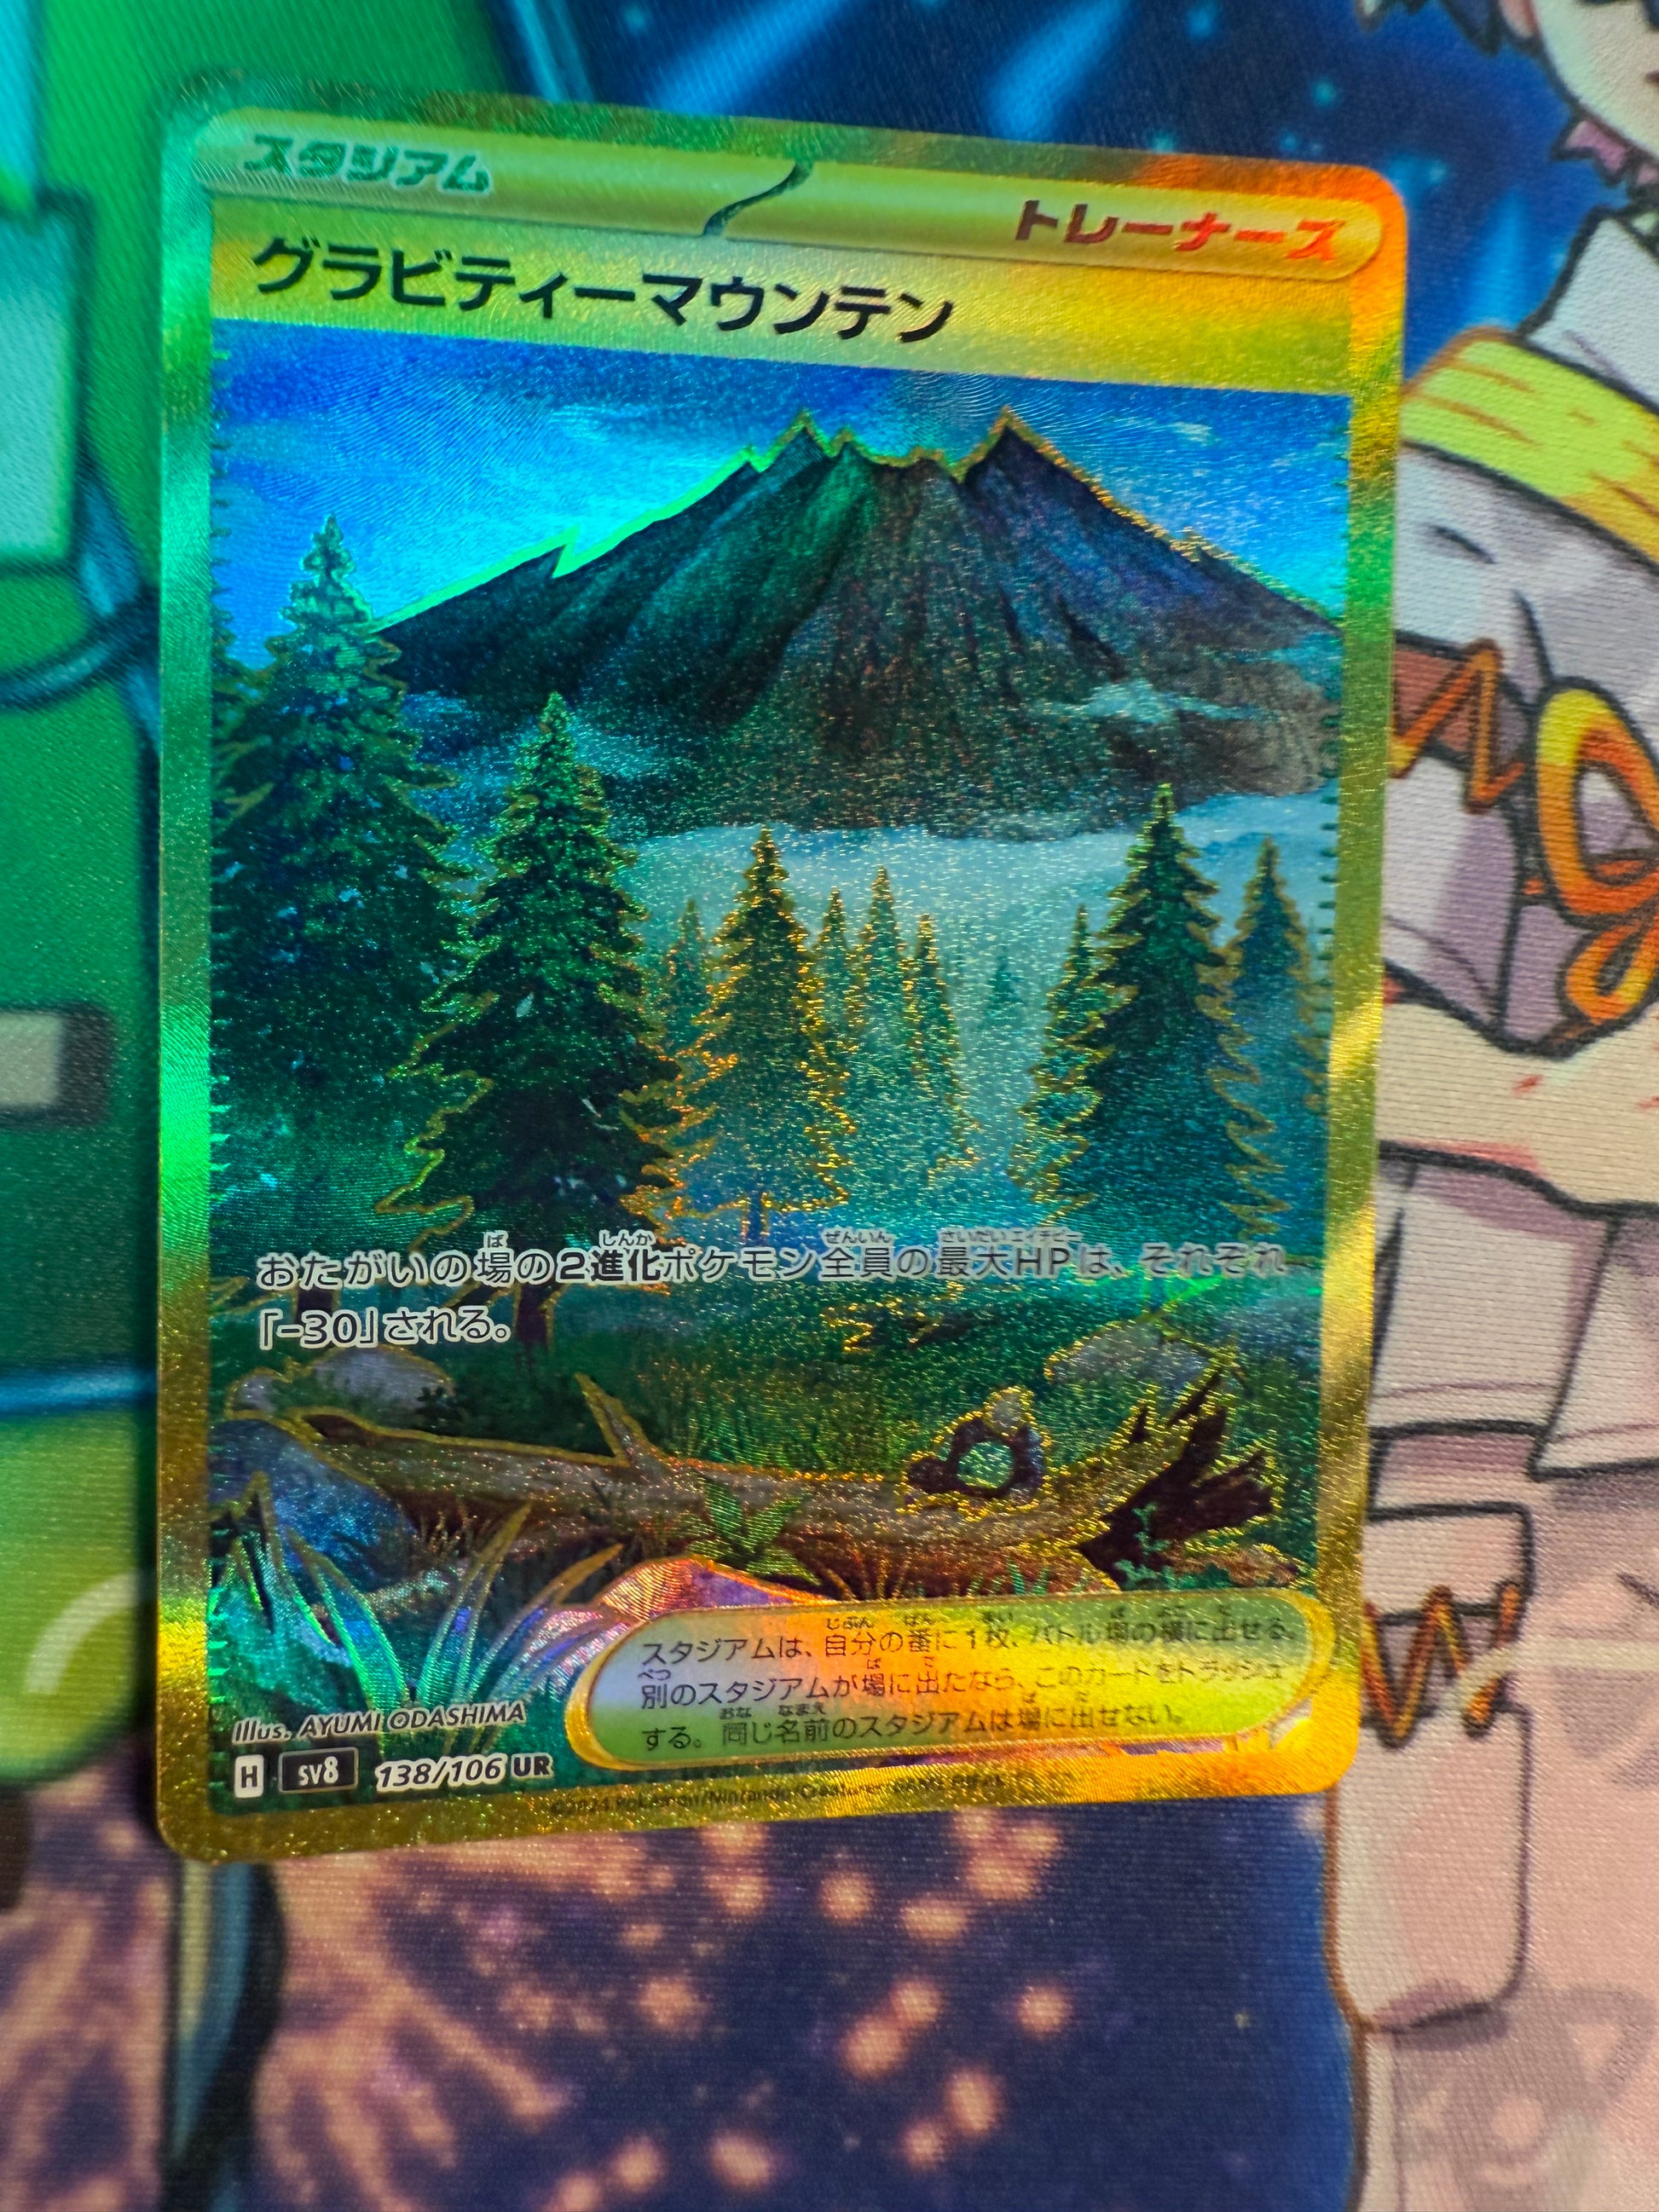 スタジアム
トレーナーズ
グラビティーマウンテン
おたがいの場の2進化ポケモン全員の最大HPは、それぞれ
「-30」される。
スタジアムは、自分の番に1枚、バトル場の横に出せる。
別のスタジアムが場に出たなら、このカードをトラッシュ
する。同じ名前のスタジアムは場に出せない。
Illus. AYUMI ODASHIMA
H SV8 138/106 UR
©2024 Pokémon/Nintendo/Creatures/GAME FREAK